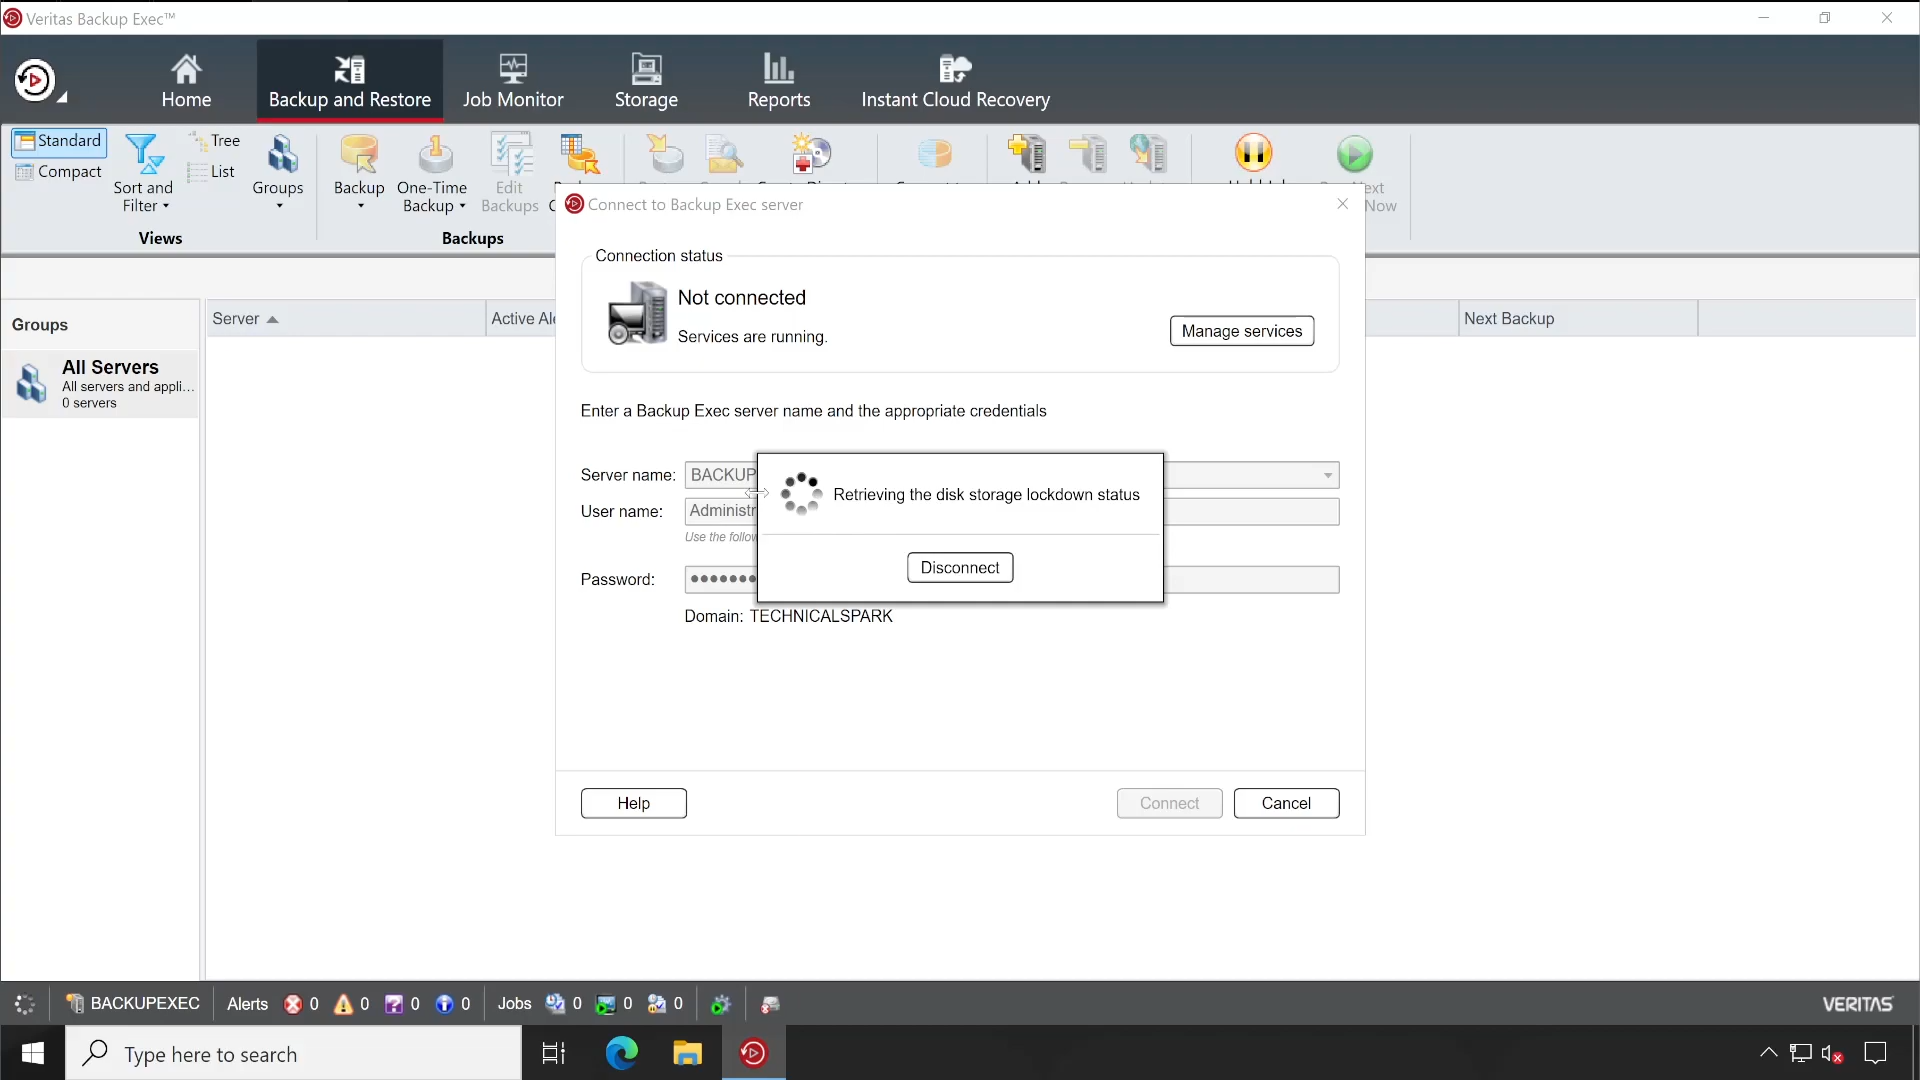 Veritas Backup Exec™
Home
Backup and Restore
Job Monitor
Storage
Reports
Instant Cloud Recovery
Standard
Compact
Sort and
Filter
Tree
List
Groups
Views
Backup
One-Time
Backup
Edit
Backups
Backups
Connect to Backup Exec server
Connection status
Not connected
Services are running.
Manage services
Enter a Backup Exec server name and the appropriate credentials
Server name:
BACKUP
User name:
Administr
Use the follow
Password:
Domain: TECHNICALSPARK
Retrieving the disk storage lockdown status
Disconnect
Help
Connect
Cancel
Now
Groups
All Servers
All servers and appli...
0 servers
Server
Active Ale
Next Backup
BACKUPEXEC
Alerts 0 0 0 0
Jobs 0 0 0
VERITAS
Type here to search